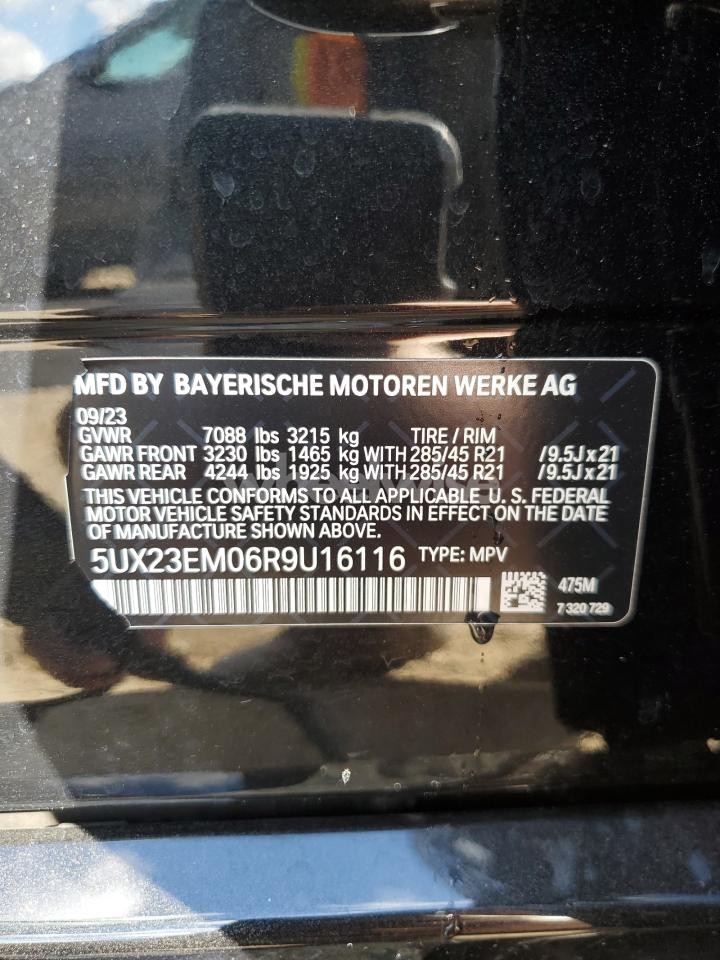 MFD BY BAYERISCHE MOTOREN WERKE AG
09/23
GVWR 7088 lbs 3215 kg TIRE / RIM
GAWR FRONT 3230 lbs 1465 kg WITH 285/45 R21 /9.5J x 21
GAWR REAR 4244 lbs 1925 kg WITH 285/45 R21 /9.5J x 21
THIS VEHICLE CONFORMS TO ALL APPLICABLE U. S. FEDERAL
MOTOR VEHICLE SAFETY STANDARDS IN EFFECT ON THE DATE
OF MANUFACTURE SHOWN ABOVE.
5UX23EM06R9U16116 TYPE: MPV
475M
7 320 729